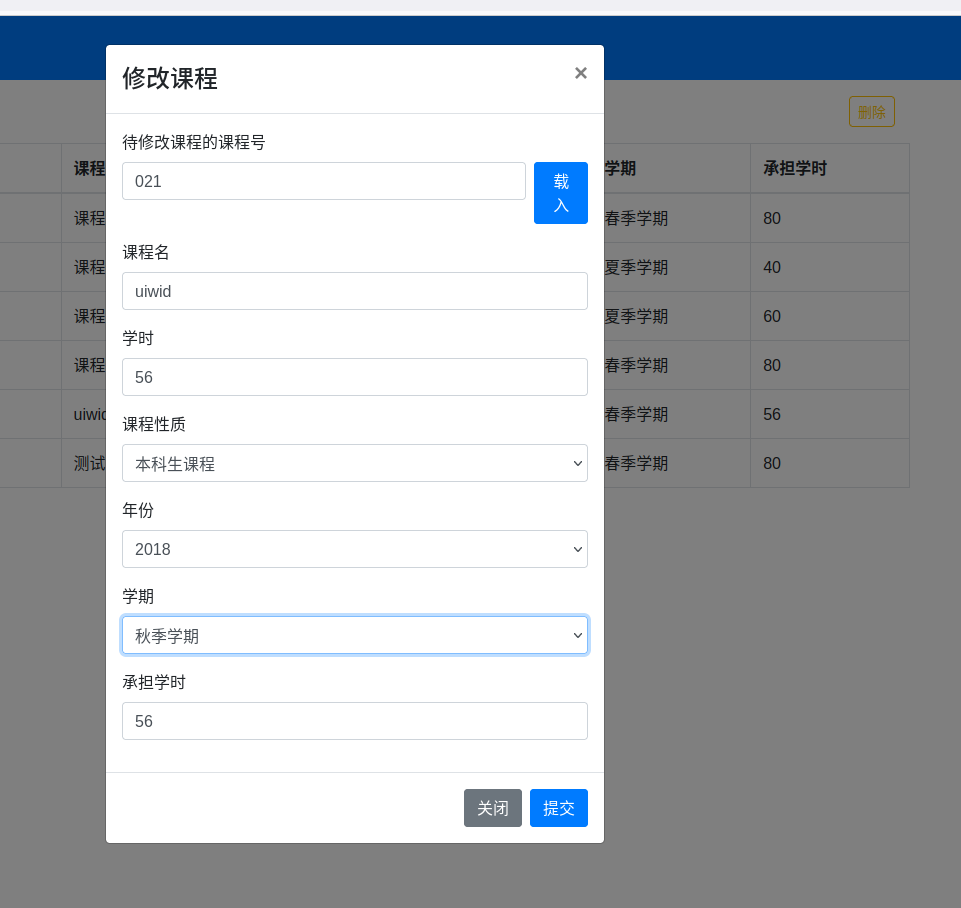 修改课程
×
待修改课程的课程号
021
载
入
课程名
uiwid
学时
56
课程性质
本科生课程
年份
2018
学期
秋季学期
承担学时
56
关闭
提交
删除
课程 学期 承担学时
课程 春季学期 80
课程 夏季学期 40
课程 夏季学期 60
课程 春季学期 80
uiwid 春季学期 56
测试 春季学期 80